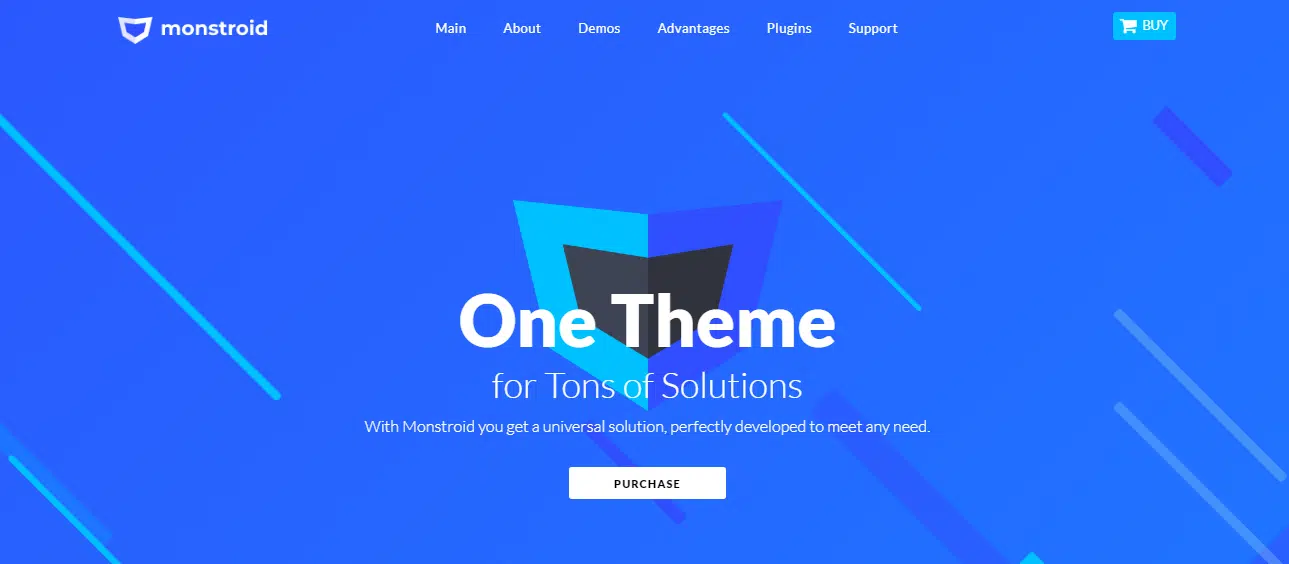 monstroid
Main About Demos Advantages Plugins Support
BUY
One Theme
for Tons of Solutions
With Monstroid you get a universal solution, perfectly developed to meet any need.
PURCHASE